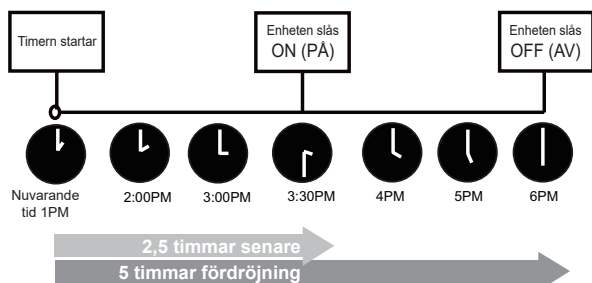 Timern startar
Enheten slås
ON (PÅ)
Enheten slås
OFF (AV)
Nuvarande
tid 1PM
2:00PM
3:00PM
3:30PM
4PM
5PM
6PM
2,5 timmar senare
5 timmar fördröjning